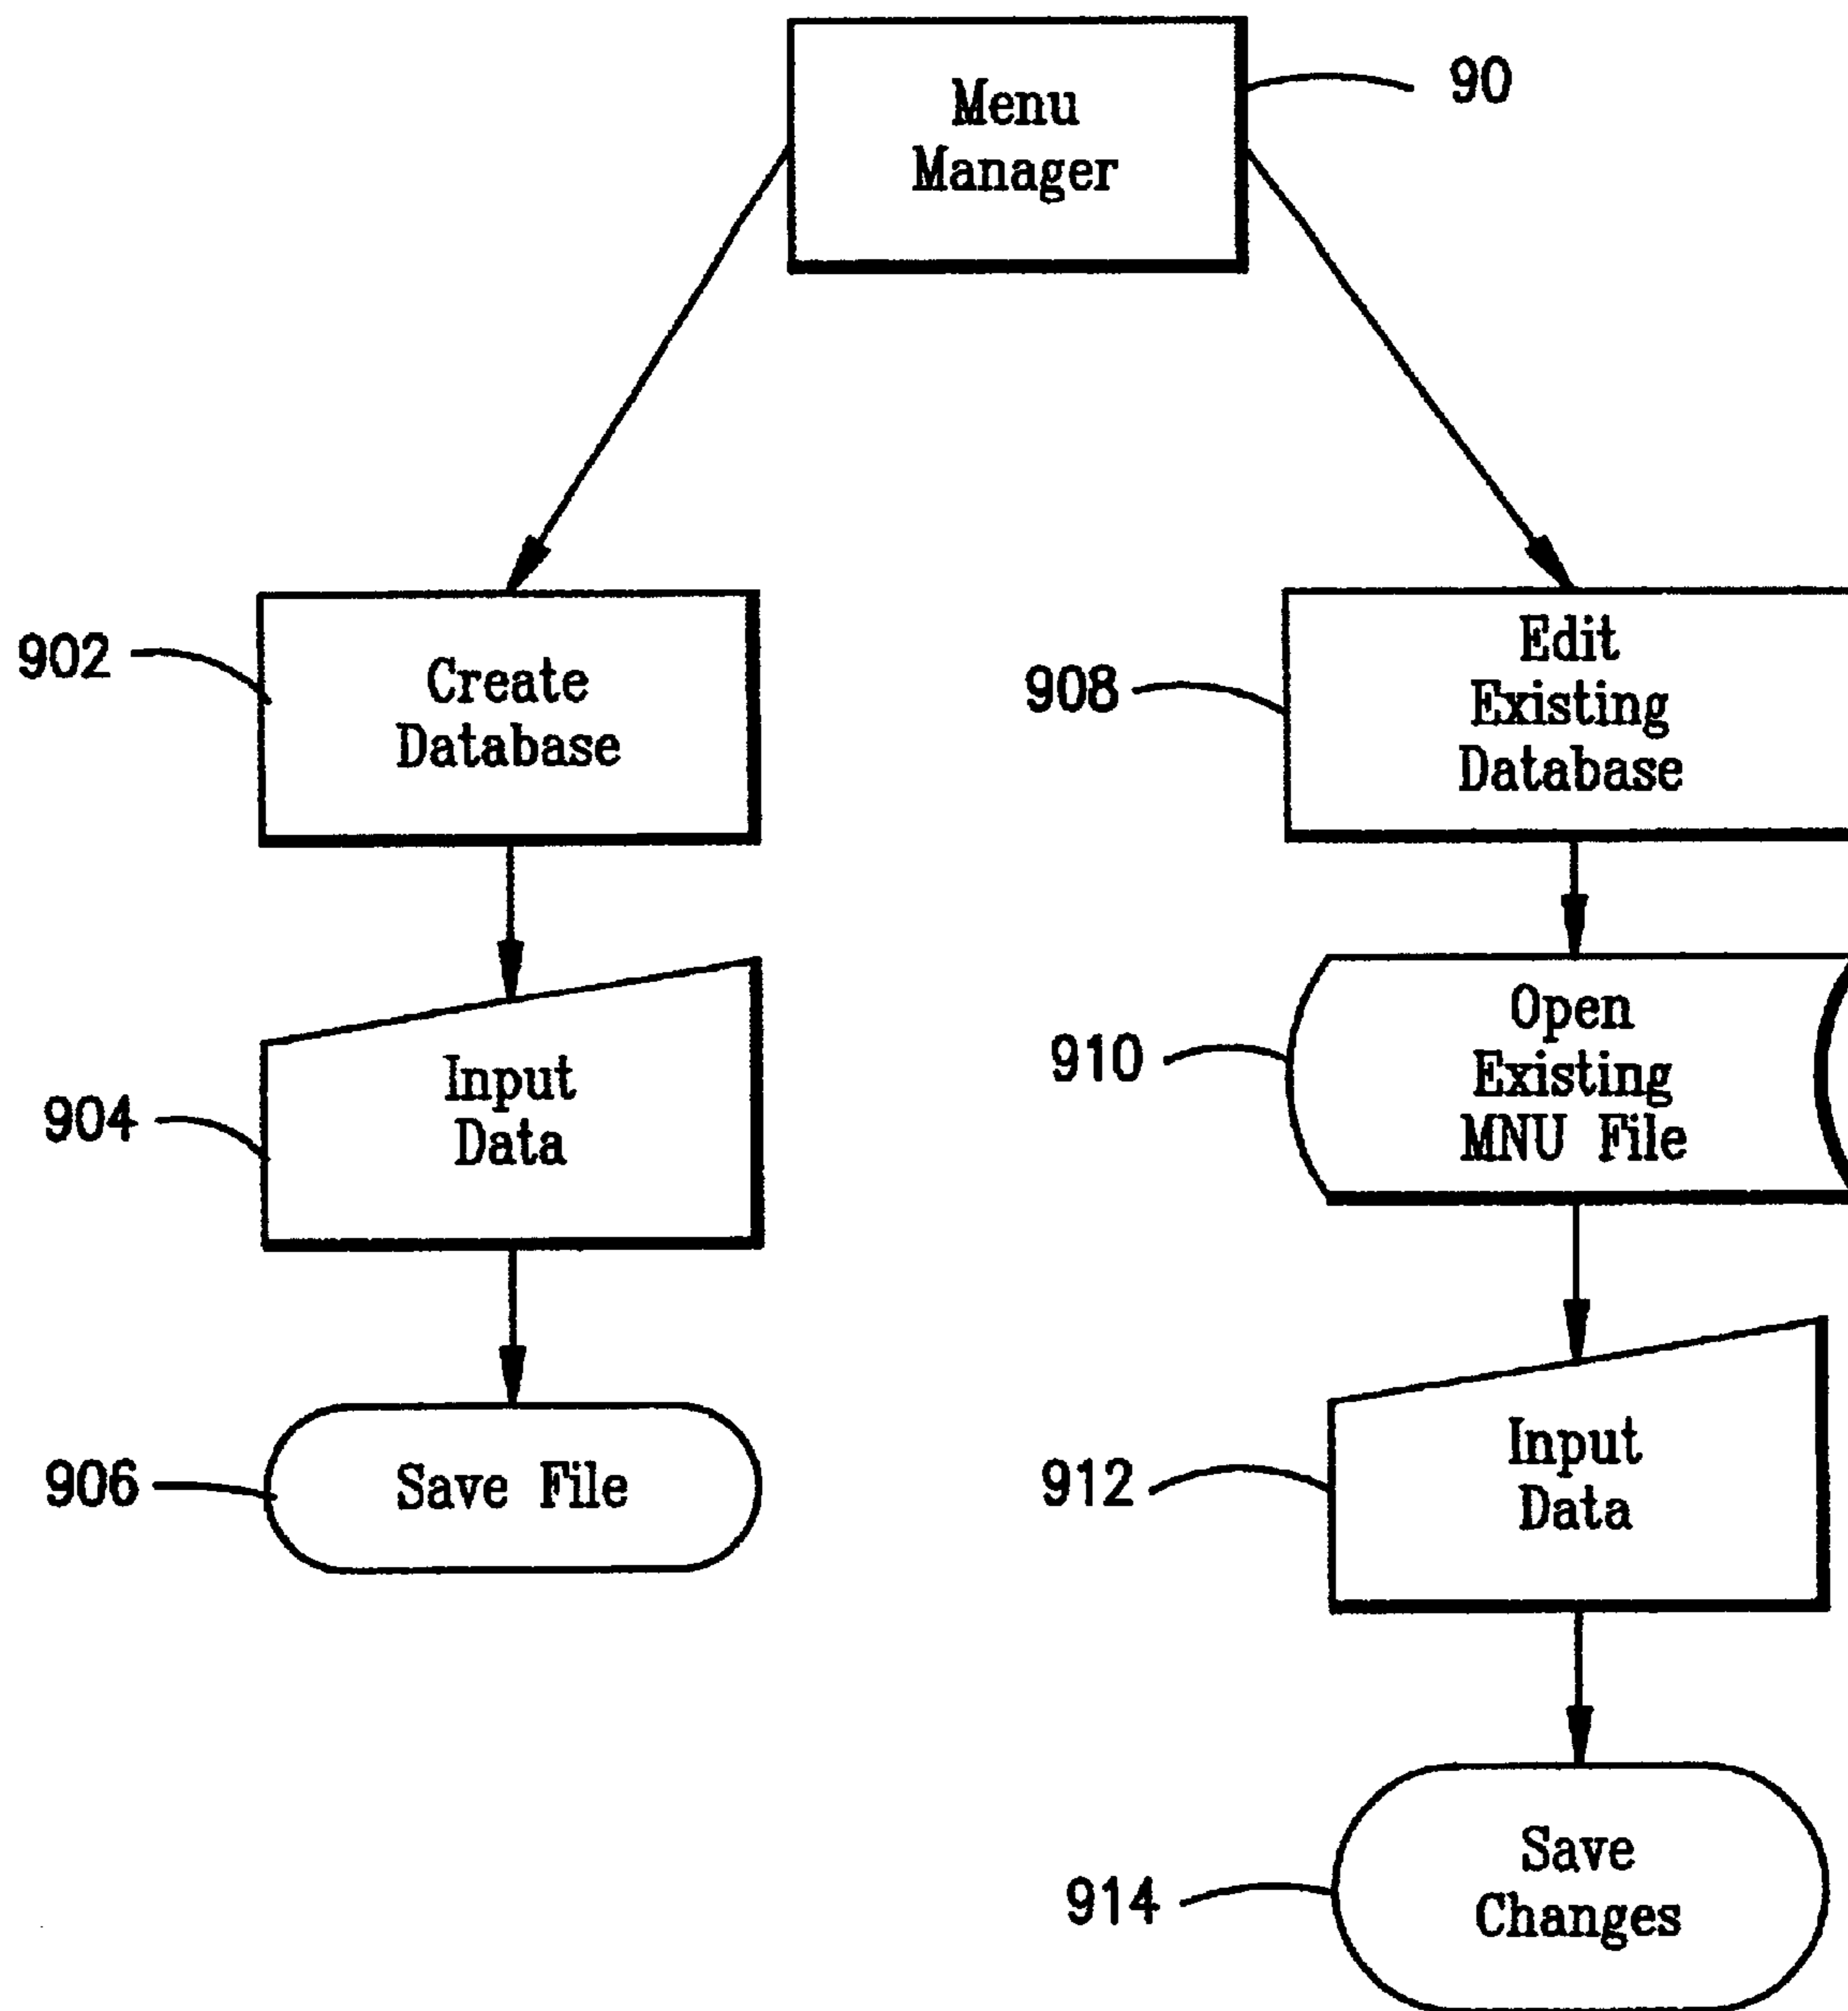 Menu
Manager
90
902
Create
Database
904
Input
Data
906
Save File
908
Edit
Existing
Database
910
Open
Existing
MNU File
912
Input
Data
914
Save
Changes